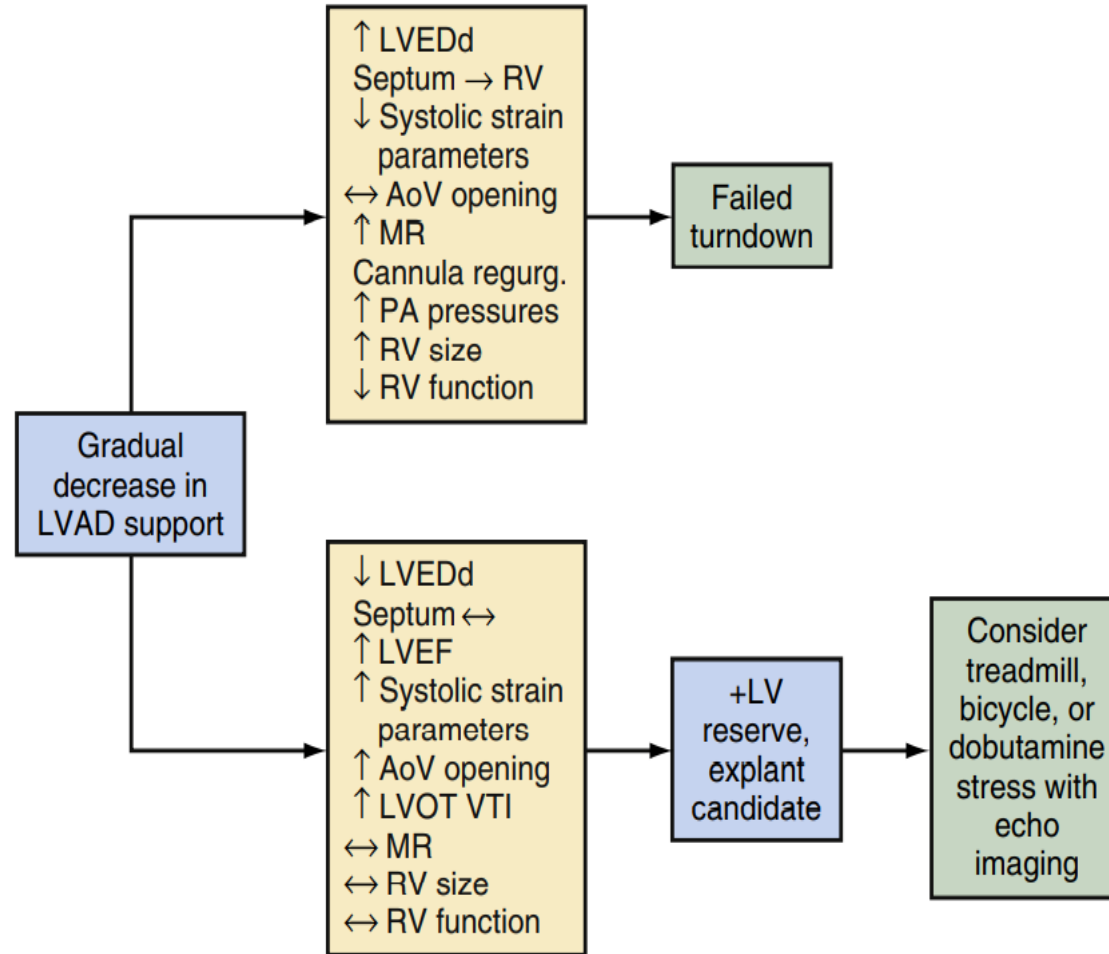 ↑ LVEDd
Septum → RV
↓ Systolic strain
parameters
↔ AoV opening
↑ MR
Cannula regurg.
↑ PA pressures
↑ RV size
↓ RV function
Failed
turndown
Gradual
decrease in
LVAD support
↓ LVEDd
Septum ↔
↑ LVEF
↑ Systolic strain
parameters
↑ AoV opening
↑ LVOT VTI
↔ MR
↔ RV size
↔ RV function
+LV
reserve,
explant
candidate
Consider
treadmill,
bicycle, or
dobutamine
stress with
echo
imaging